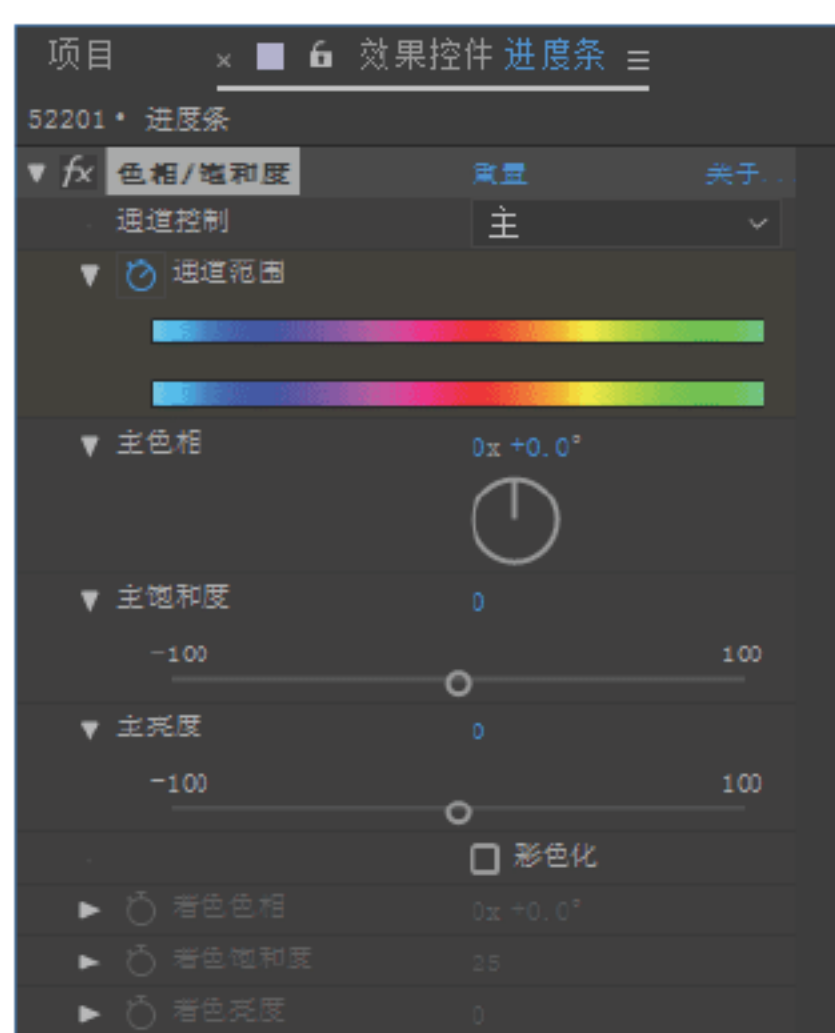 项目 × 效果控件 进度条 ≡
52201 • 进度条
fx 色相/饱和度 重置 关于...
通道控制 主
通道范围
主色相 0x +0.0°
主饱和度 0
-100 100
主亮度 0
-100 100
彩色化
着色色相 0x +0.0°
着色饱和度 25
着色亮度 0